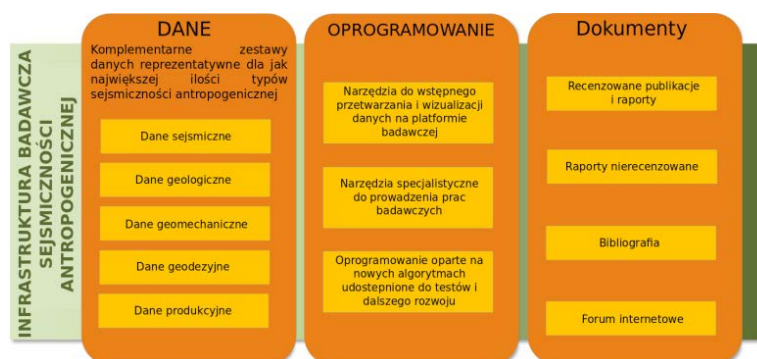 INFRASTRUKTURA BADAWCZA
SEJSMICZNOŚCI
ANTROPOGENICZNEJ
DANE
Komplementarne zestawy
danych reprezentatywne dla jak
największej ilości typów
sejsmiczności antropogenicznej
Dane sejsmiczne
Dane geologiczne
Dane geomechaniczne
Dane geodezyjne
Dane produkcyjne
OPROGRAMOWANIE
Narzędzia do wstępnego
przetwarzania i wizualizacji
danych na platformie
badawczej
Narzędzia specjalistyczne
do prowadzenia prac
badawczych
Oprogramowanie oparte na
nowych algorytmach
udostepnione do testów i
dalszego rozwoju
Dokumenty
Recenzowane publikacje
i raporty
Raporty nierecenzowane
Bibliografia
Forum internetowe